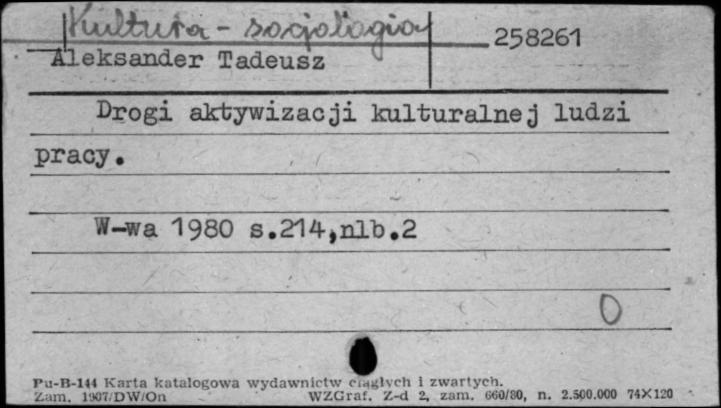 Kultura - socjologia
258261
Aleksander Tadeusz
Drogi aktywizacji kulturalnej ludzi
pracy.
W-wa 1980 s.214,nlb.2
0
Pu-B-144 Karta katalogowa wydawnictw ciągłych i zwartych.
Zam. 1907/DW/On WZGraf. Z-d 2, zam. 660/80, n. 2.500.000 74X120